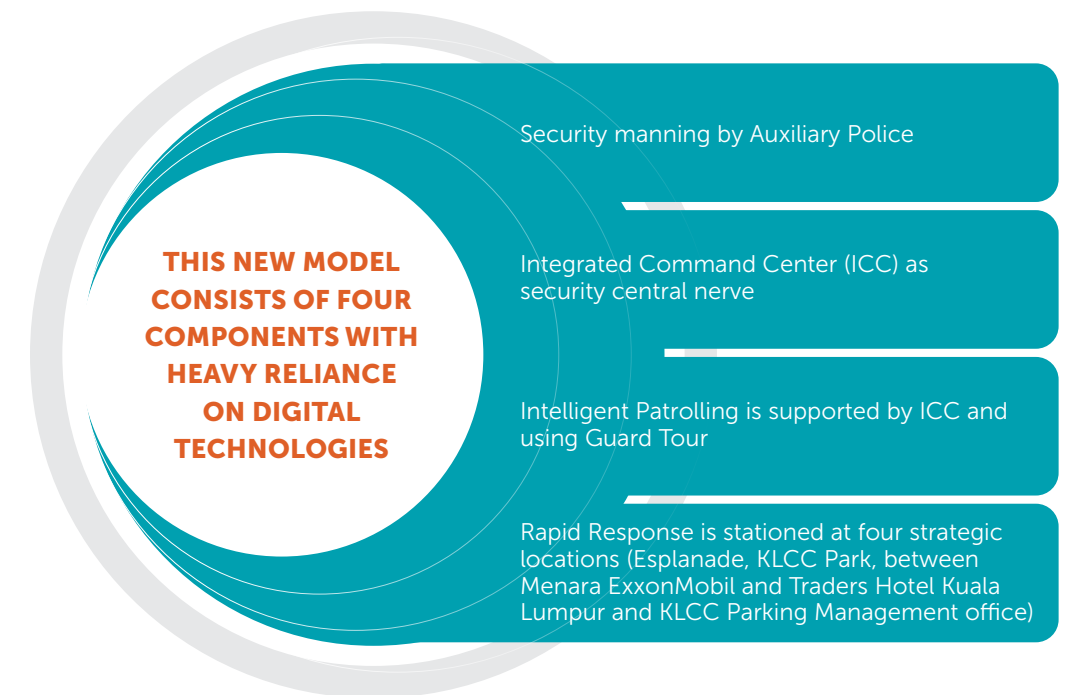 THIS NEW MODEL
CONSISTS OF FOUR
COMPONENTS WITH
HEAVY RELIANCE
ON DIGITAL
TECHNOLOGIES
Security manning by Auxiliary Police
Integrated Command Center (ICC) as
security central nerve
Intelligent Patrolling is supported by ICC and
using Guard Tour
Rapid Response is stationed at four strategic
locations (Esplanade, KLCC Park, between
Menara ExxonMobil and Traders Hotel Kuala
Lumpur and KLCC Parking Management office)